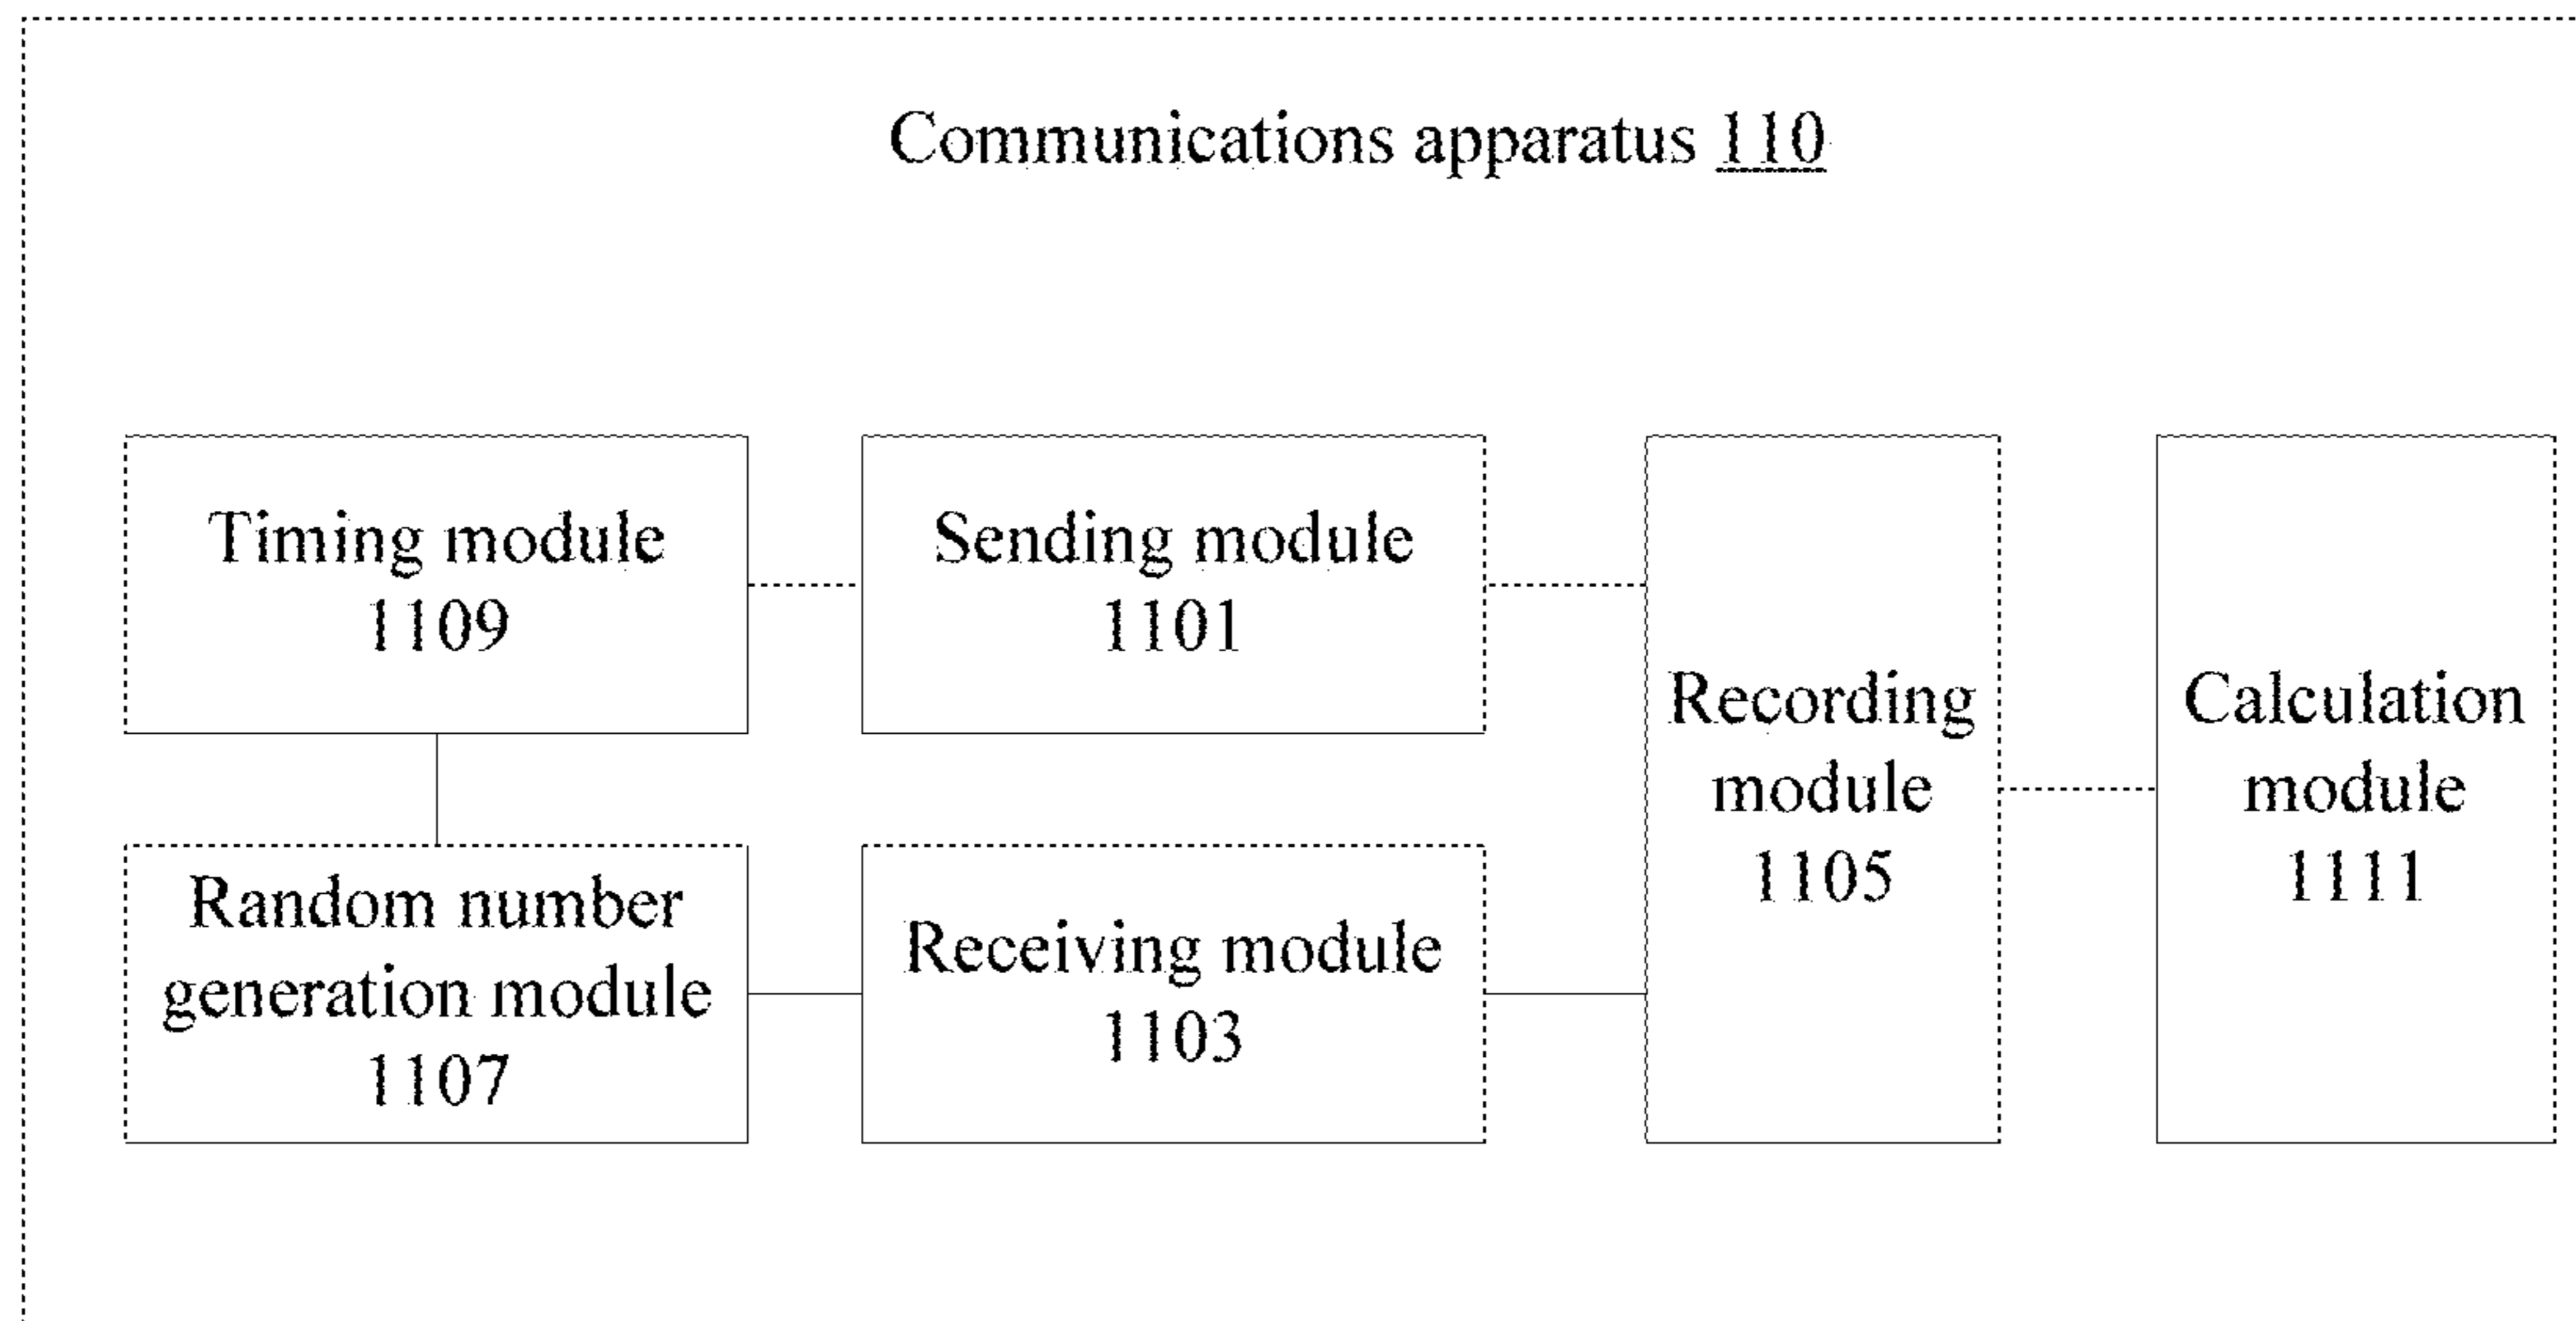 Communications apparatus 110
Timing module
1109
Sending module
1101
Recording
module
1105
Calculation
module
1111
Random number
generation module
1107
Receiving module
1103